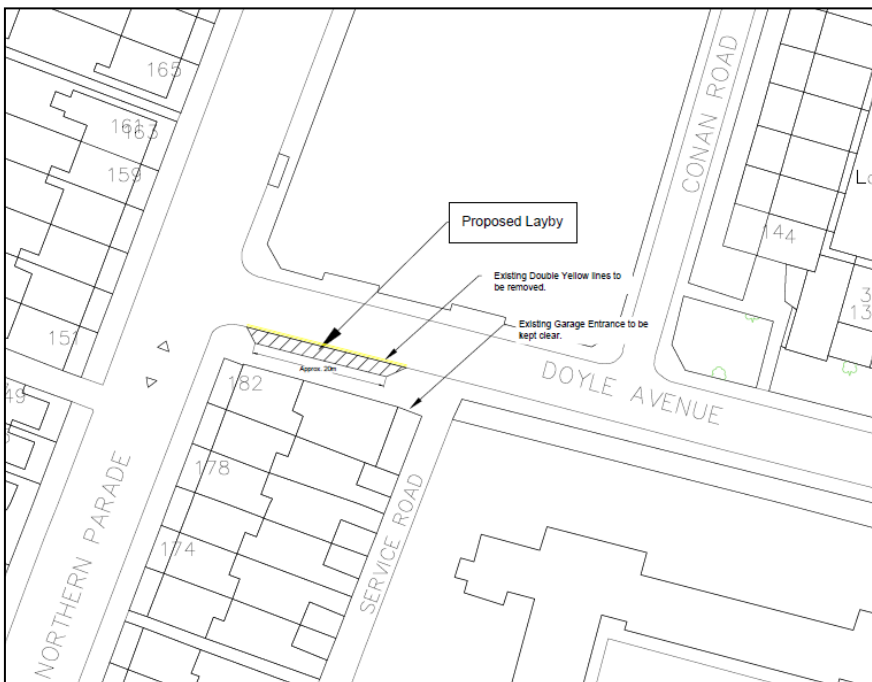 165
161
163
159
CONAN ROAD
Proposed Layby
144
Existing Double Yellow lines to
be removed.
Existing Garage Entrance to be
kept clear.
151
Approx. 20m
182
DOYLE AVENUE
178
174
SERVICE ROAD
NORTHERN PARADE